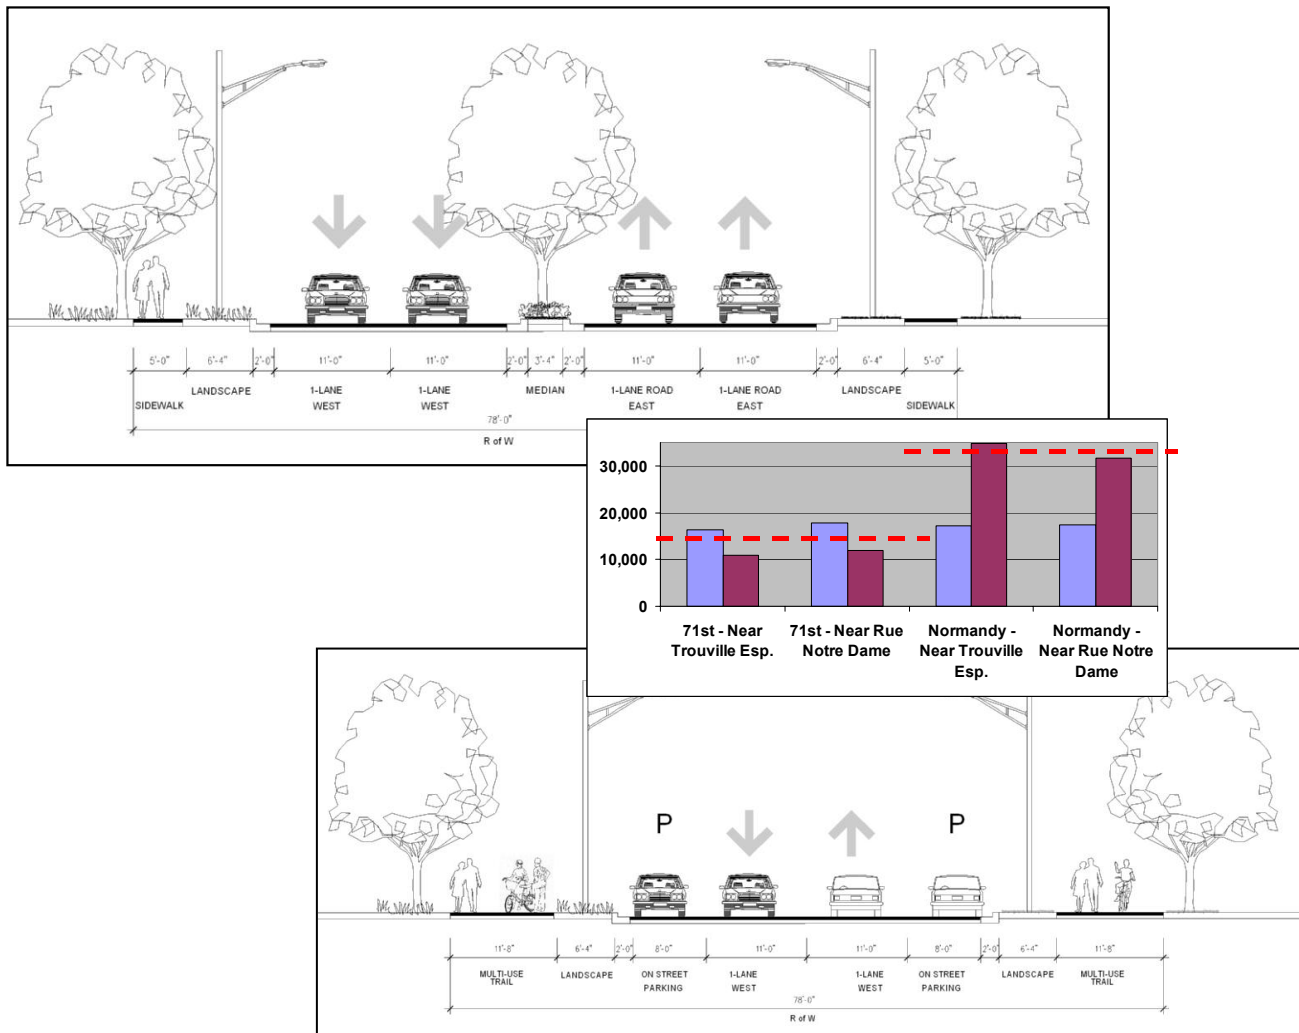 5'-0" 6'-4" 2'-0" 11'-0" 11'-0" 2'-0" 3'-4" 2'-0" 11'-0" 11'-0" 2'-0" 6'-4" 5'-0"
SIDEWALK LANDSCAPE 1-LANE 1-LANE MEDIAN 1-LANE ROAD 1-LANE ROAD LANDSCAPE SIDEWALK
WEST WEST EAST EAST
78'-0"
R of W
30,000
20,000
10,000
0
71st - Near 71st - Near Rue Normandy - Normandy -
Trouville Esp. Notre Dame Near Trouville Near Rue Notre
Esp. Dame
P P
11'-8" 6'-4" 2'-0" 8'-0" 11'-0" 11'-0" 8'-0" 2'-0" 6'-4" 11'-8"
MULTI-USE LANDSCAPE ON STREET 1-LANE 1-LANE ON STREET LANDSCAPE MULTI-USE
TRAIL PARKING WEST WEST PARKING TRAIL
78'-0"
R of W